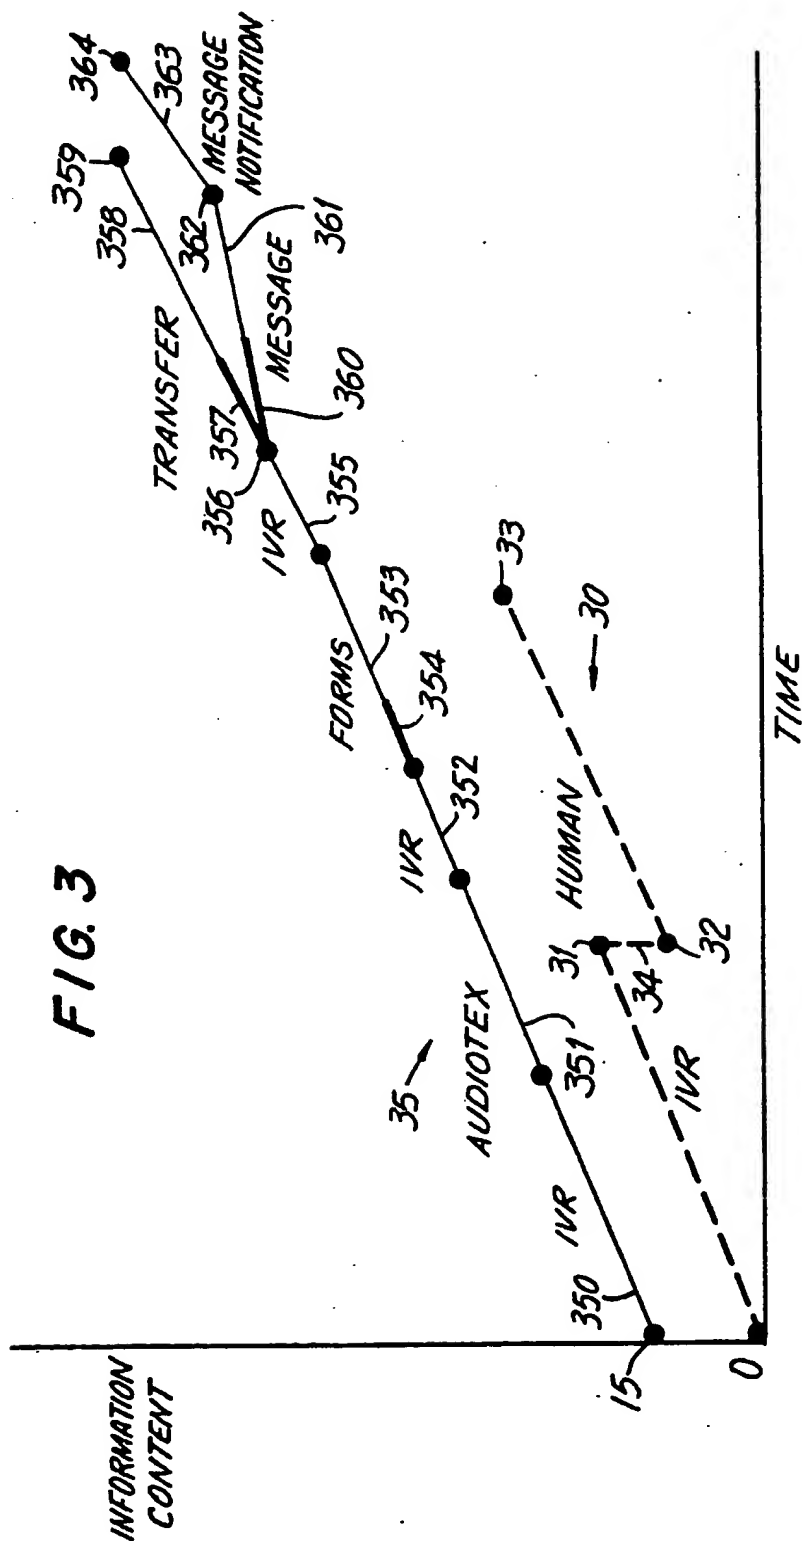 FIG. 3
INFORMATION
CONTENT
TIME
0
15
350
IVR
AUDIOTEX
351
35
IVR
352
354
FORMS
353
IVR
355
356
357
TRANSFER
358
359
360
MESSAGE
361
362
MESSAGE
NOTIFICATION
363
364
IVR
31
34
32
HUMAN
30
33